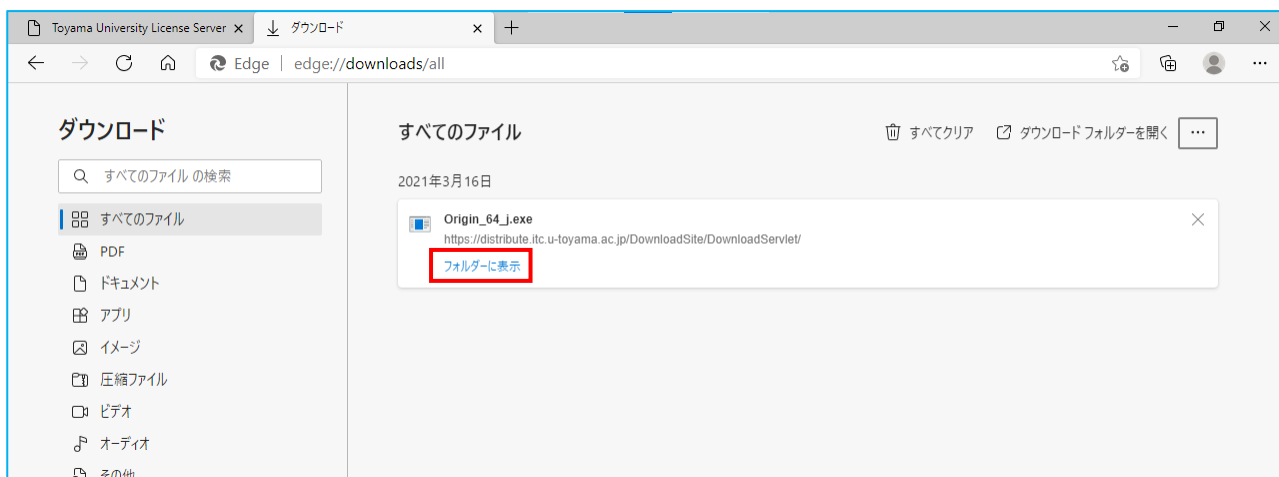 Toyama University License Server
ダウンロード
Edge
edge://downloads/all
ダウンロード
すべてのファイル の検索
すべてのファイル
PDF
ドキュメント
アプリ
イメージ
圧縮ファイル
ビデオ
オーディオ
その他
すべてのファイル
すべてクリア
ダウンロード フォルダーを開く
2021年3月16日
Origin_64_j.exe
https://distribute.itc.u-toyama.ac.jp/DownloadSite/DownloadServlet/
フォルダーに表示